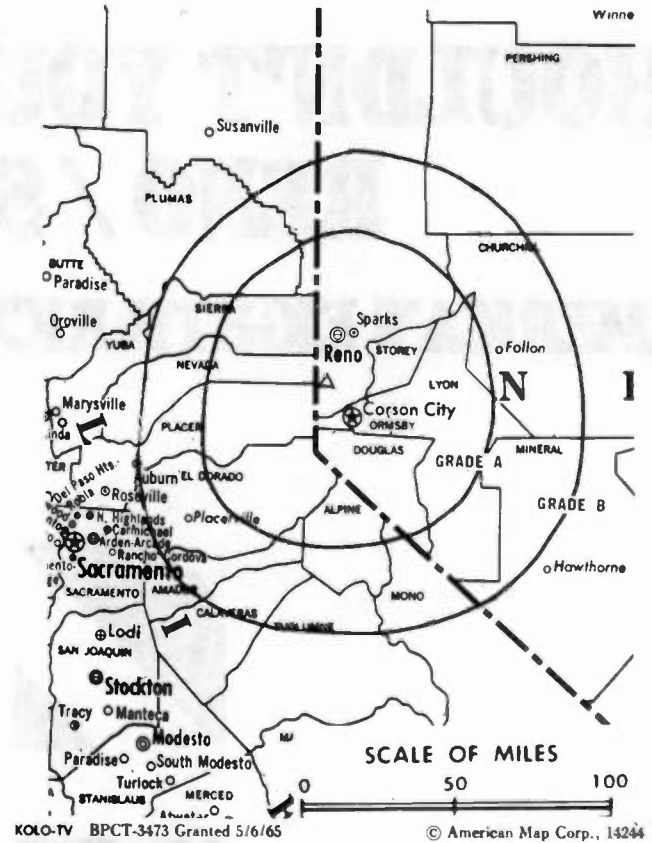 Winne
PERSHING
Susanville
PLUMAS
CHURCHILL
BUTTE
Paradise
SIERRA
Oroville
YUBA
Sparks
Reno
STOREY
Fallon
NEVADA
LYON
N
Marysville
Carson City
ORMSBY
PLACER
DOUGLAS
MINERAL
GRADE A
Del Paso Hts.
Auburn
EL DORADO
Roseville
GRADE B
ALPINE
N. Highlands
Placerville
Carmichael
Arden-Arcade
Rancho Cordova
Sacramento
Hawthorne
SACRAMENTO
AMADOR
MONO
CALAVERAS
TUOLUMNE
Lodi
SAN JOAQUIN
Stockton
Tracy
Manteca
Modesto
Paradise
South Modesto
SCALE OF MILES
Turlock
0 50 100
STANISLAUS
MERCED
Atwater
KOLO-TV BPCT-3473 Granted 5/6/65 © American Map Corp., 14244